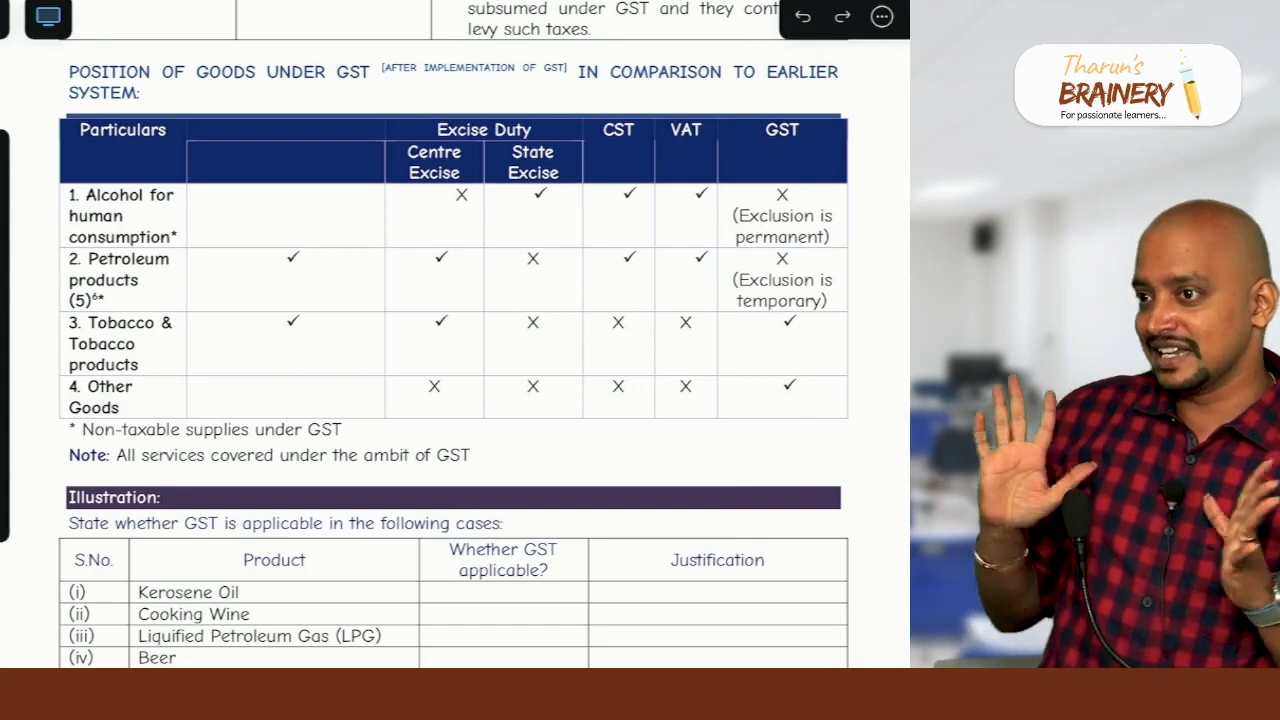 subsumed under GST and they cont
levy such taxes.
POSITION OF GOODS UNDER GST [AFTER IMPLEMENTATION OF GST] IN COMPARISON TO EARLIER
SYSTEM:
Particulars Excise Duty CST VAT GST
Centre Excise State Excise
1. Alcohol for human consumption* X ✓ ✓ ✓ X (Exclusion is permanent)
2. Petroleum products (5)⁶* ✓ ✓ X ✓ ✓ X (Exclusion is temporary)
3. Tobacco & Tobacco products ✓ ✓ X X X ✓
4. Other Goods X X X X ✓
* Non-taxable supplies under GST
Note: All services covered under the ambit of GST
Illustration:
State whether GST is applicable in the following cases:
S.No. Product Whether GST applicable? Justification
(i) Kerosene Oil
(ii) Cooking Wine
(iii) Liquified Petroleum Gas (LPG)
(iv) Beer
Tharun's
BRAINERY
For passionate learners...